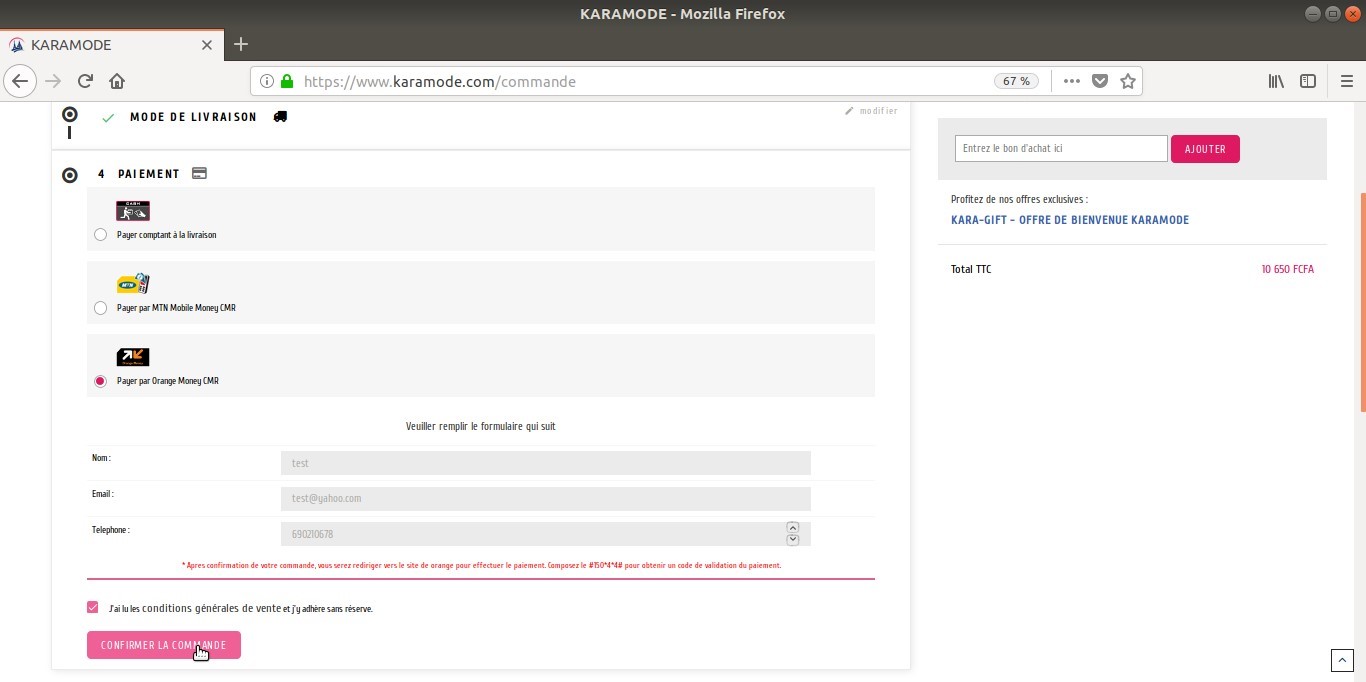 KARAMODE - Mozilla Firefox
KARAMODE
https://www.karamode.com/commande
67 %
MODE DE LIVRAISON
modifier
4 PAIEMENT
CASH
Payer comptant à la livraison
MTN
Payer par MTN Mobile Money CMR
Payer par Orange Money CMR
Veuiller remplir le formulaire qui suit
Nom :
test
Email :
test@yahoo.com
Telephone :
690210678
* Apres confirmation de votre commande, vous serez rediriger vers le site de orange pour effectuer le paiement. Composez le #150*4*4# pour obtenir un code de validation du paiement.
J'ai lu les conditions générales de vente et j'y adhère sans réserve.
CONFIRMER LA COMMANDE
Entrez le bon d'achat ici
AJOUTER
Profitez de nos offres exclusives :
KARA-GIFT - OFFRE DE BIENVENUE KARAMODE
Total TTC
10 650 FCFA